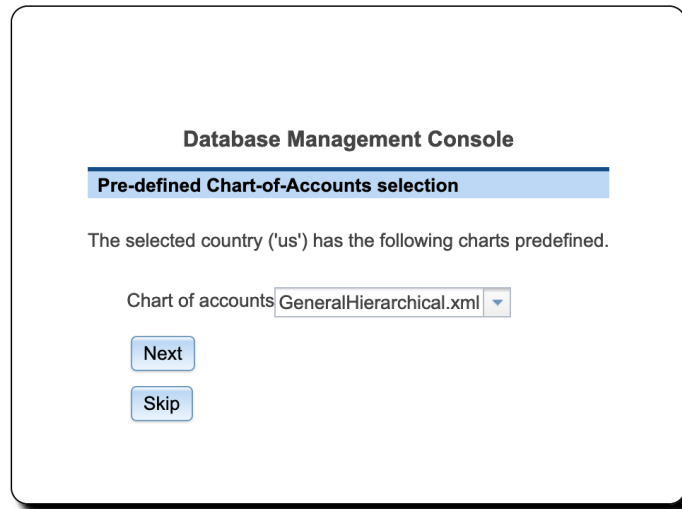 Database Management Console
Pre-defined Chart-of-Accounts selection
The selected country ('us') has the following charts predefined.
Chart of accounts GeneralHierarchical.xml
Next
Skip